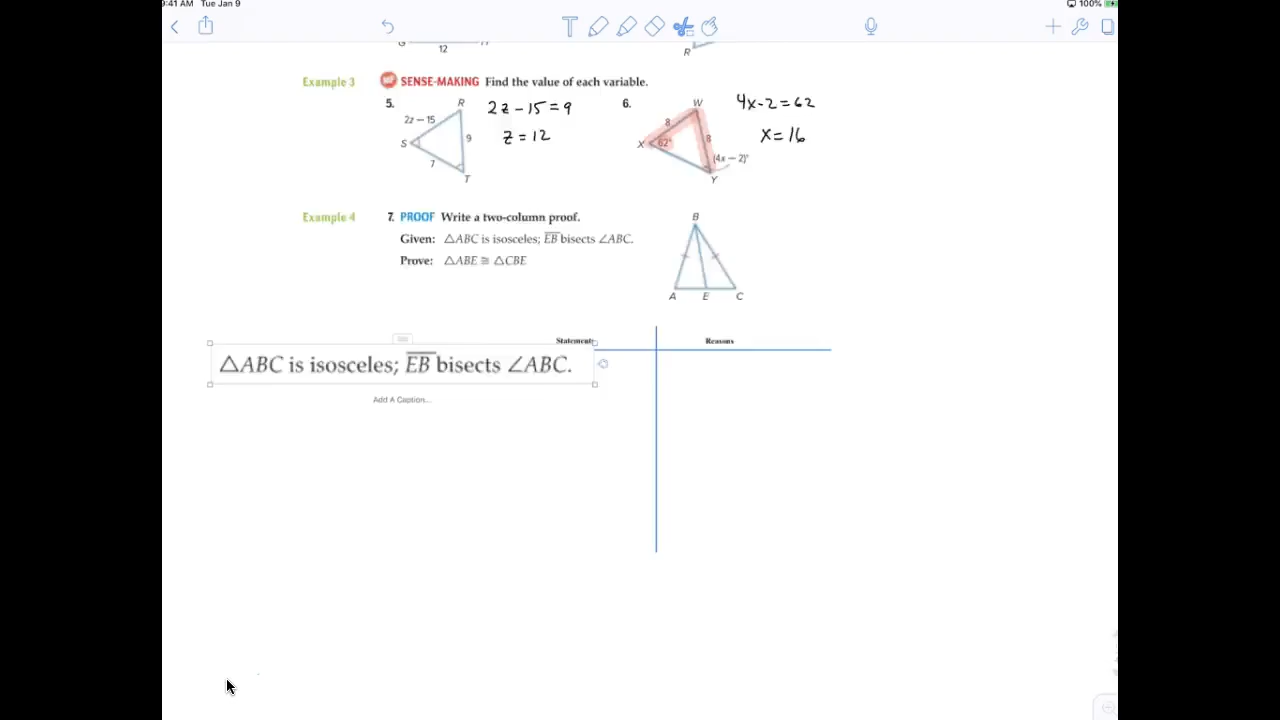 9:41 AM Tue Jan 9
100%
G
12
R
Example 3
SENSE-MAKING Find the value of each variable.
5.
R
2z – 15
S
9
7
T
2z – 15 = 9
z = 12
6.
W
8
X
62°
8
(4x – 2)°
Y
4x-2 = 62
x = 16
Example 4
7. PROOF Write a two-column proof.
Given: △ABC is isosceles; E̅B̅ bisects ∠ABC.
Prove: △ABE ≅ △CBE
B
A E C
Statements
Reasons
△ABC is isosceles; E̅B̅ bisects ∠ABC.
Add A Caption...